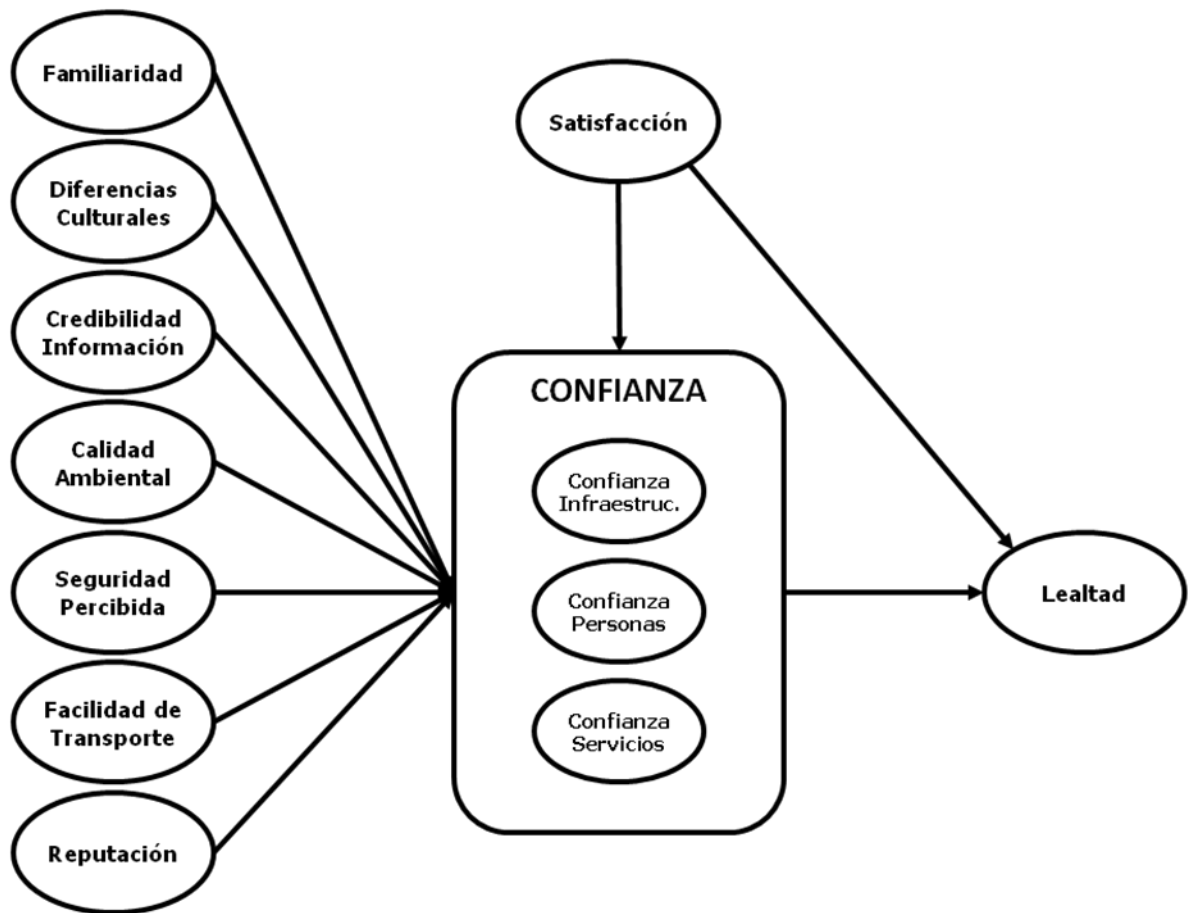 Familiaridad
Diferencias
Culturales
Credibilidad
Información
Calidad
Ambiental
Seguridad
Percibida
Facilidad de
Transporte
Reputación
Satisfacción
CONFIANZA
Confianza
Infraestruc.
Confianza
Personas
Confianza
Servicios
Lealtad